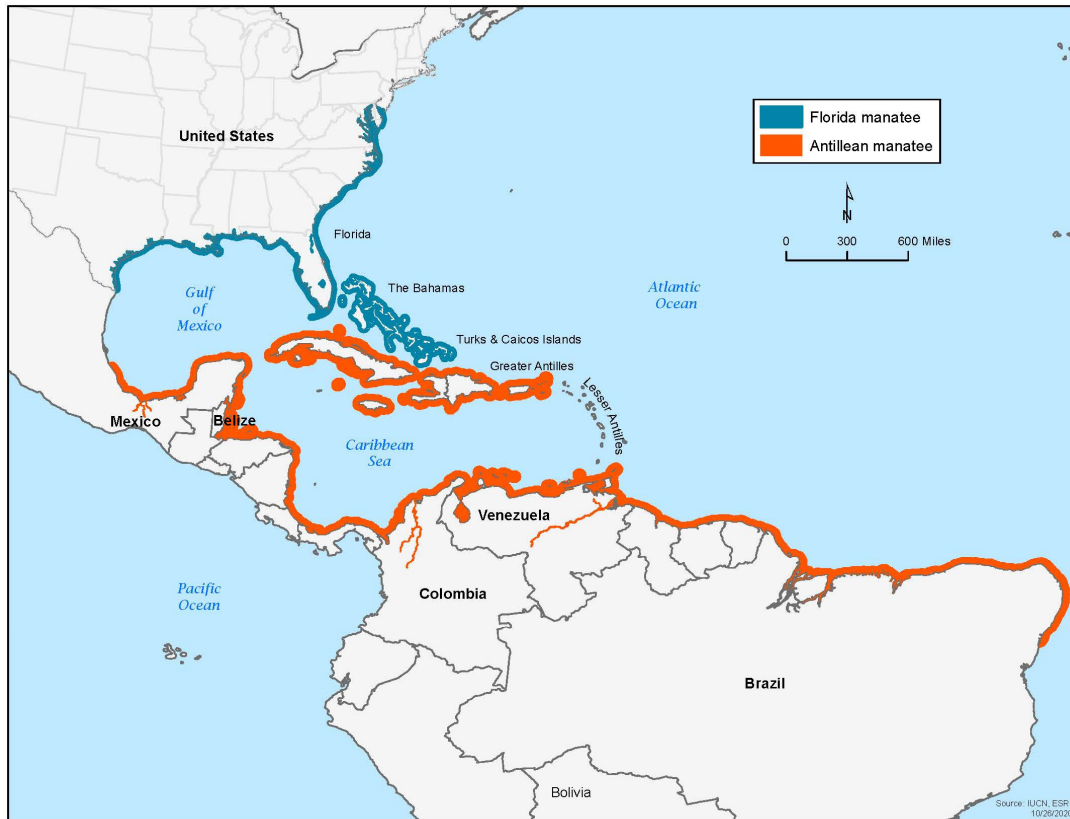 United States
Florida manatee
Antillean manatee
N
0 300 600 Miles
Florida
Gulf
of
Mexico
The Bahamas
Atlantic
Ocean
Turks & Caicos Islands
Greater Antilles
Lesser Antilles
Mexico
Belize
Caribbean
Sea
Venezuela
Pacific
Ocean
Colombia
Brazil
Bolivia
Source: IUCN, ESR
10/26/2020